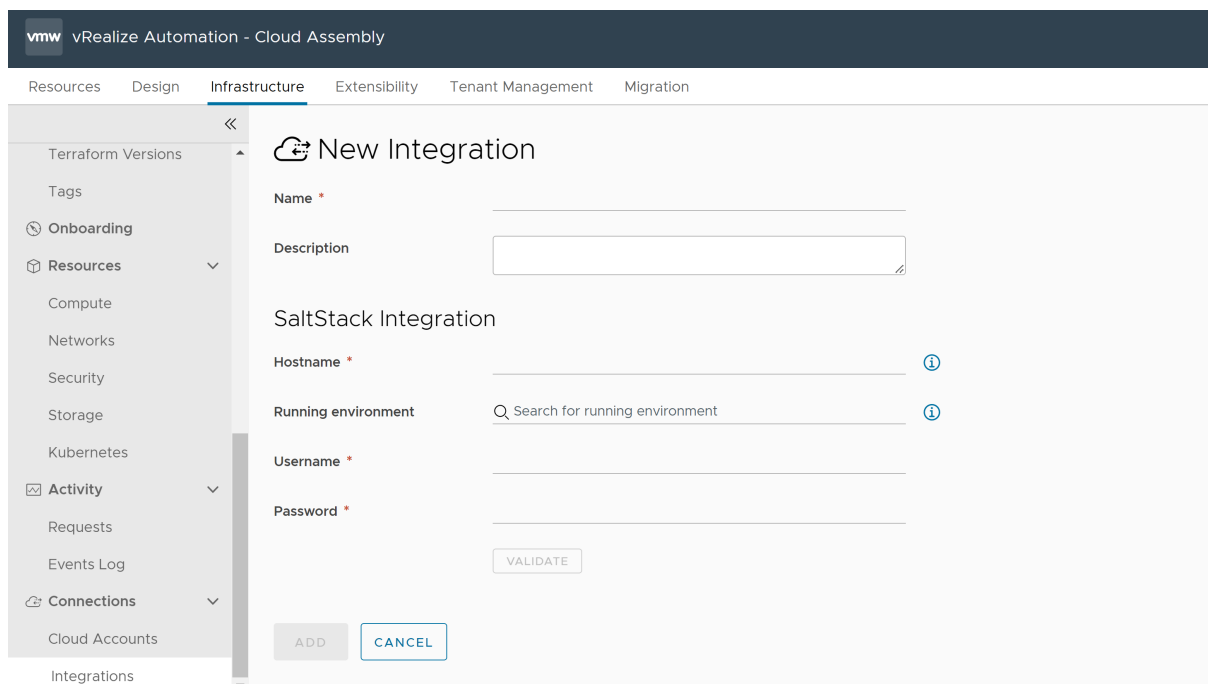 vmw vRealize Automation - Cloud Assembly
Resources Design Infrastructure Extensibility Tenant Management Migration
Terraform Versions
Tags
Onboarding
Resources
Compute
Networks
Security
Storage
Kubernetes
Activity
Requests
Events Log
Connections
Cloud Accounts
Integrations
New Integration
Name *
Description
SaltStack Integration
Hostname *
Running environment Search for running environment
Username *
Password *
VALIDATE
ADD CANCEL